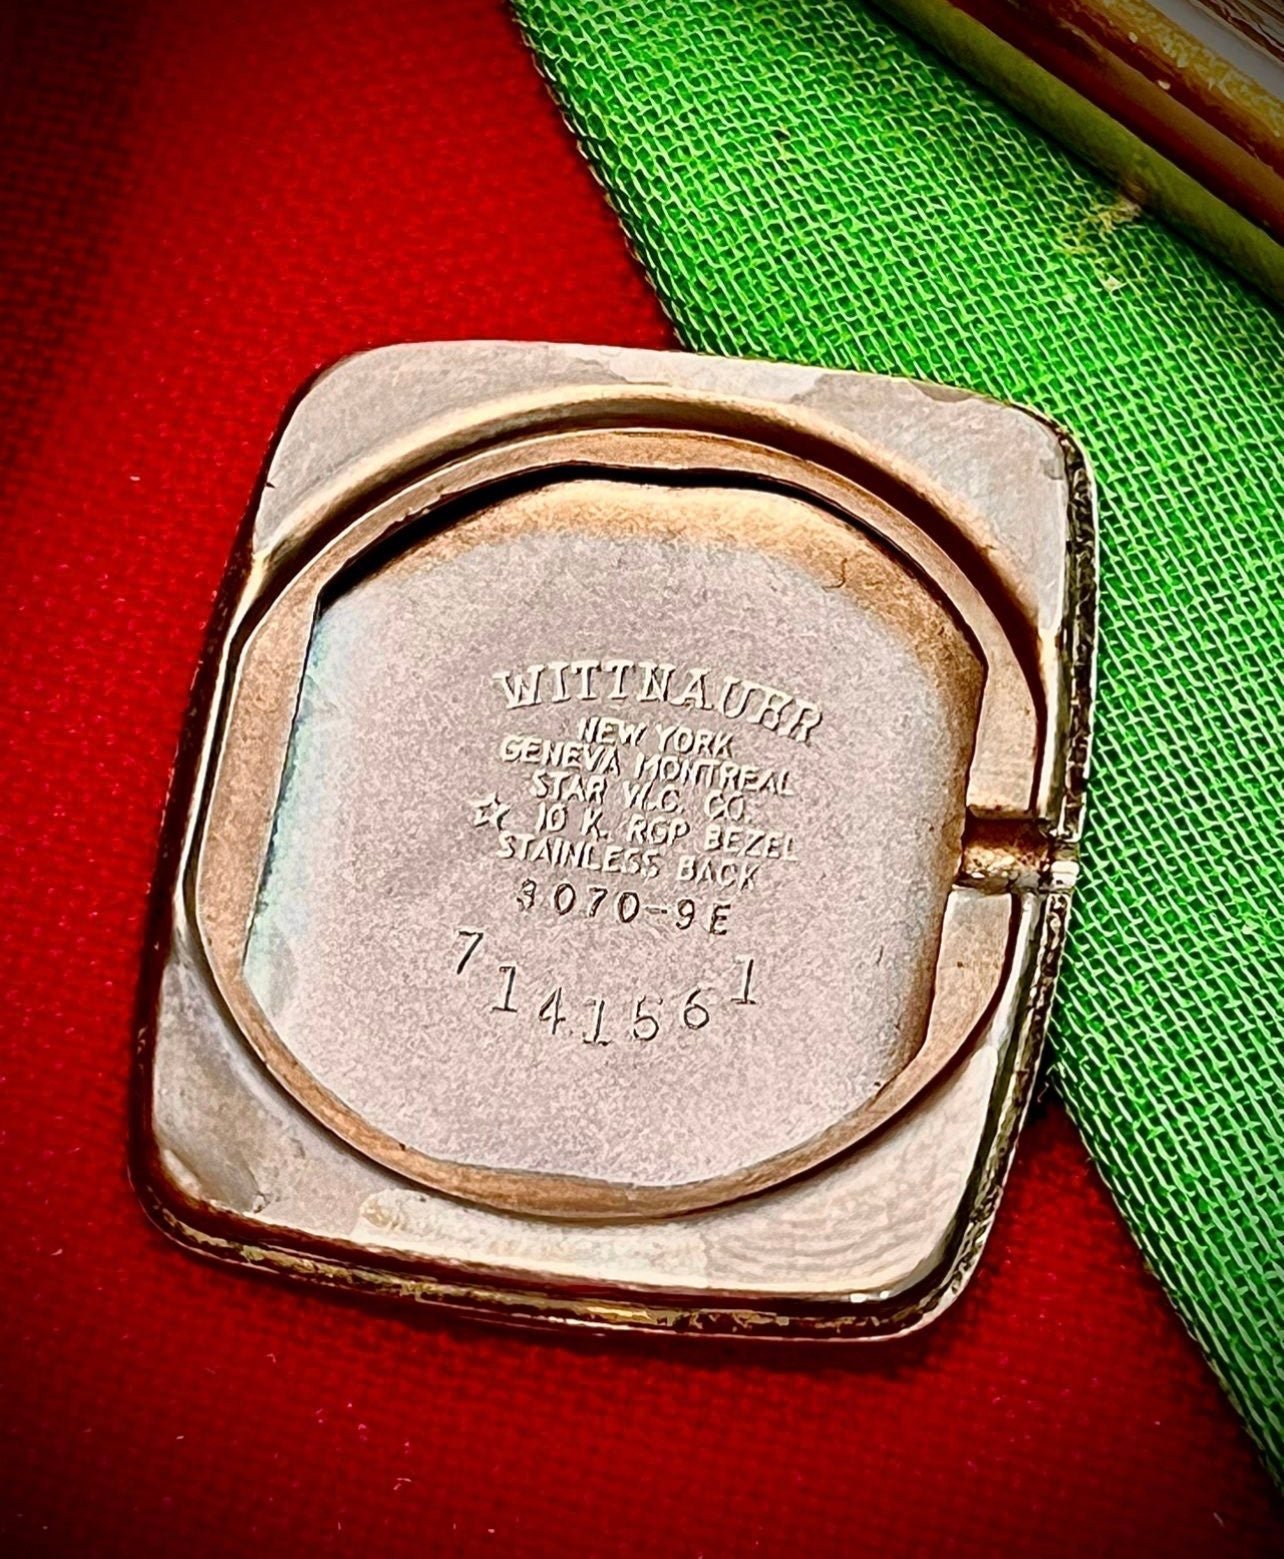 WITTNAUER
NEW YORK
GENEVA MONTREAL
STAR W.C. CO.
☆ 10 K. RGP BEZEL
STAINLESS BACK
3070-9E
7141561